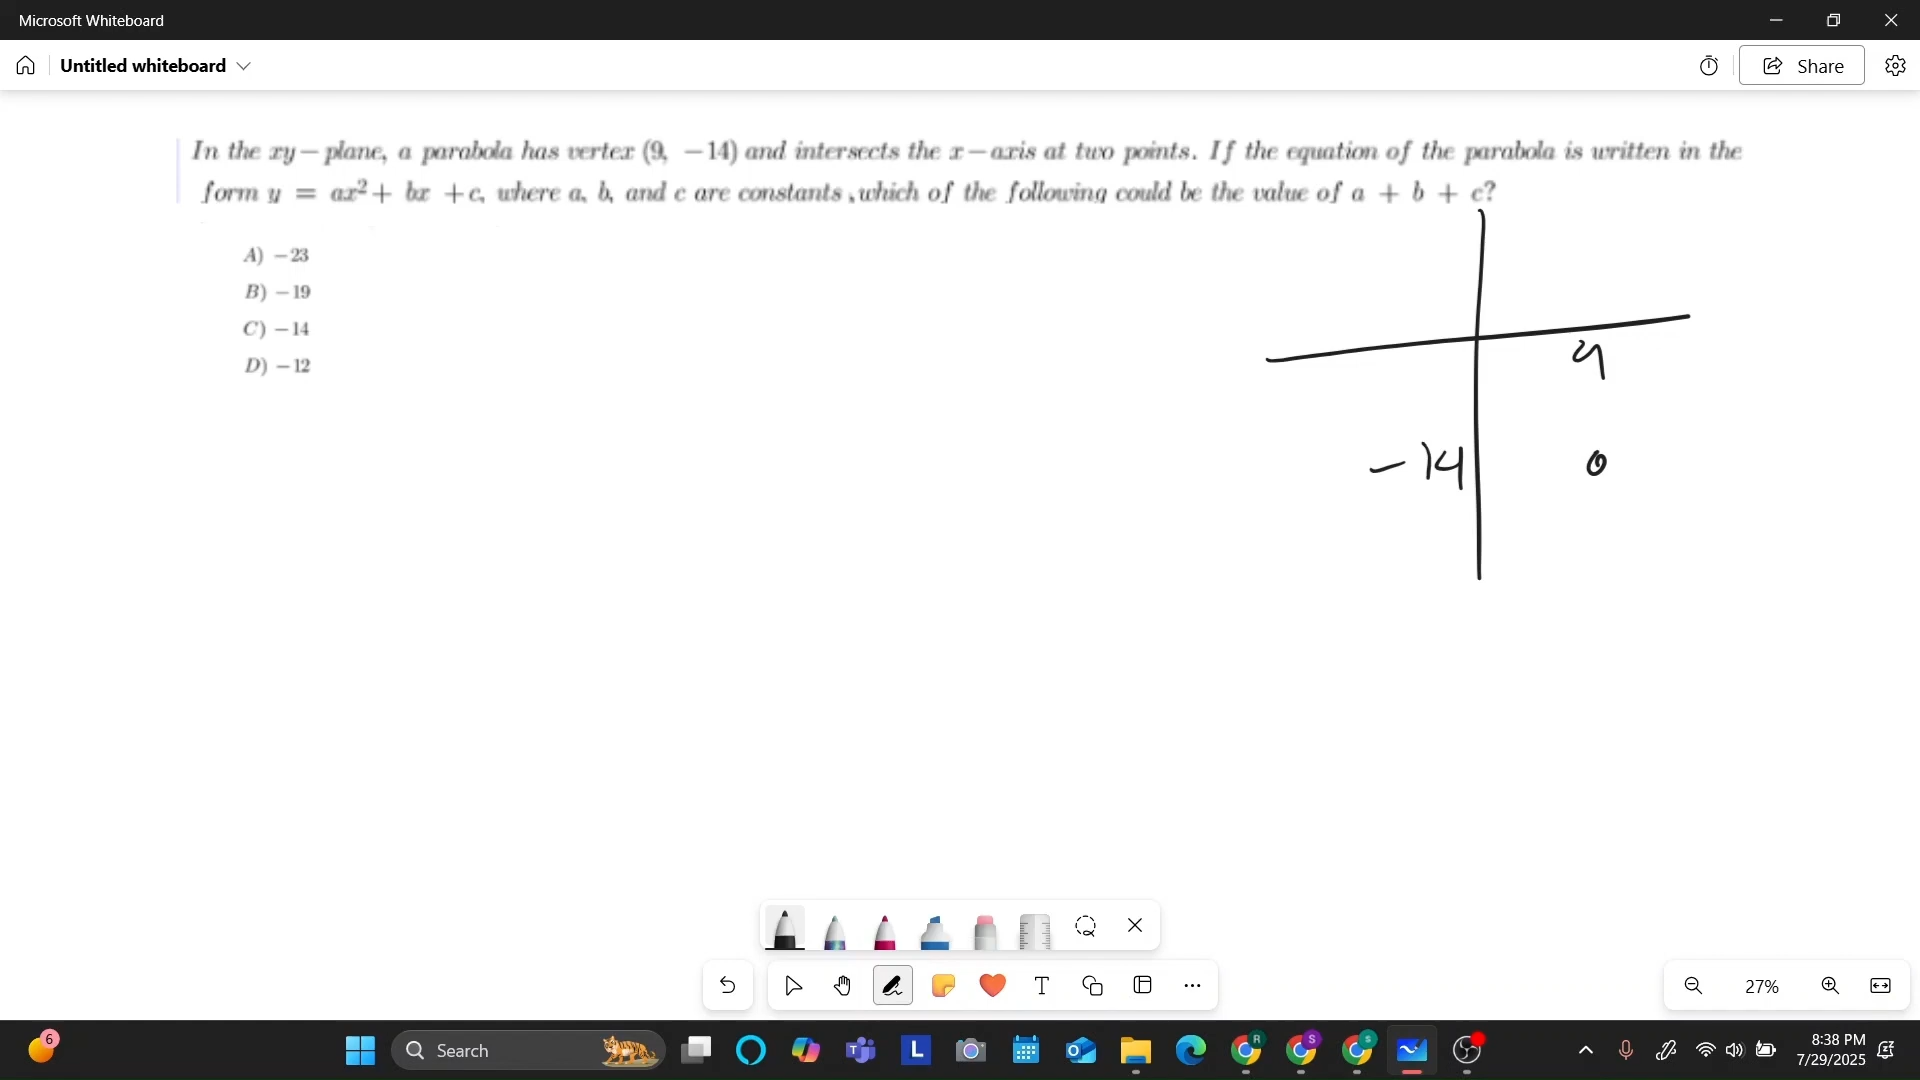 Microsoft Whiteboard
Untitled whiteboard
Share
In the xy – plane, a parabola has vertex (9, −14) and intersects the x – axis at two points. If the equation of the parabola is written in the
form y = ax² + bx + c, where a, b, and c are constants , which of the following could be the value of a + b + c?
A) −23
B) −19
C) −14
D) −12
9
−14
27%
6
Search
8:38 PM
7/29/2025